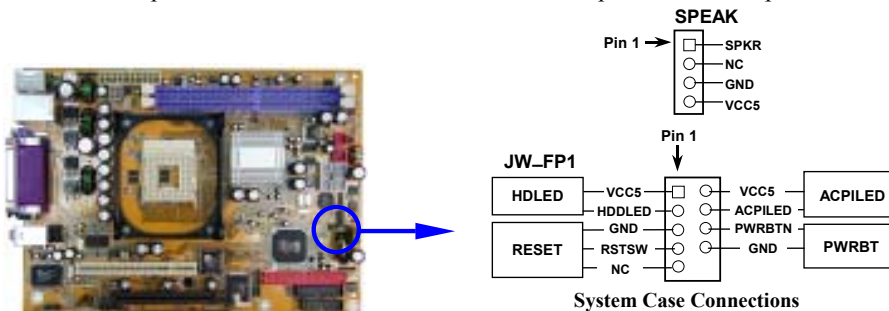 SPEAK
Pin 1
SPKR
NC
GND
VCC5
Pin 1
JW_FP1
HDLED
VCC5
HDDLED
RESET
GND
RSTSW
NC
VCC5
ACPILED
ACPILED
PWRBTN
GND
PWRBT
System Case Connections